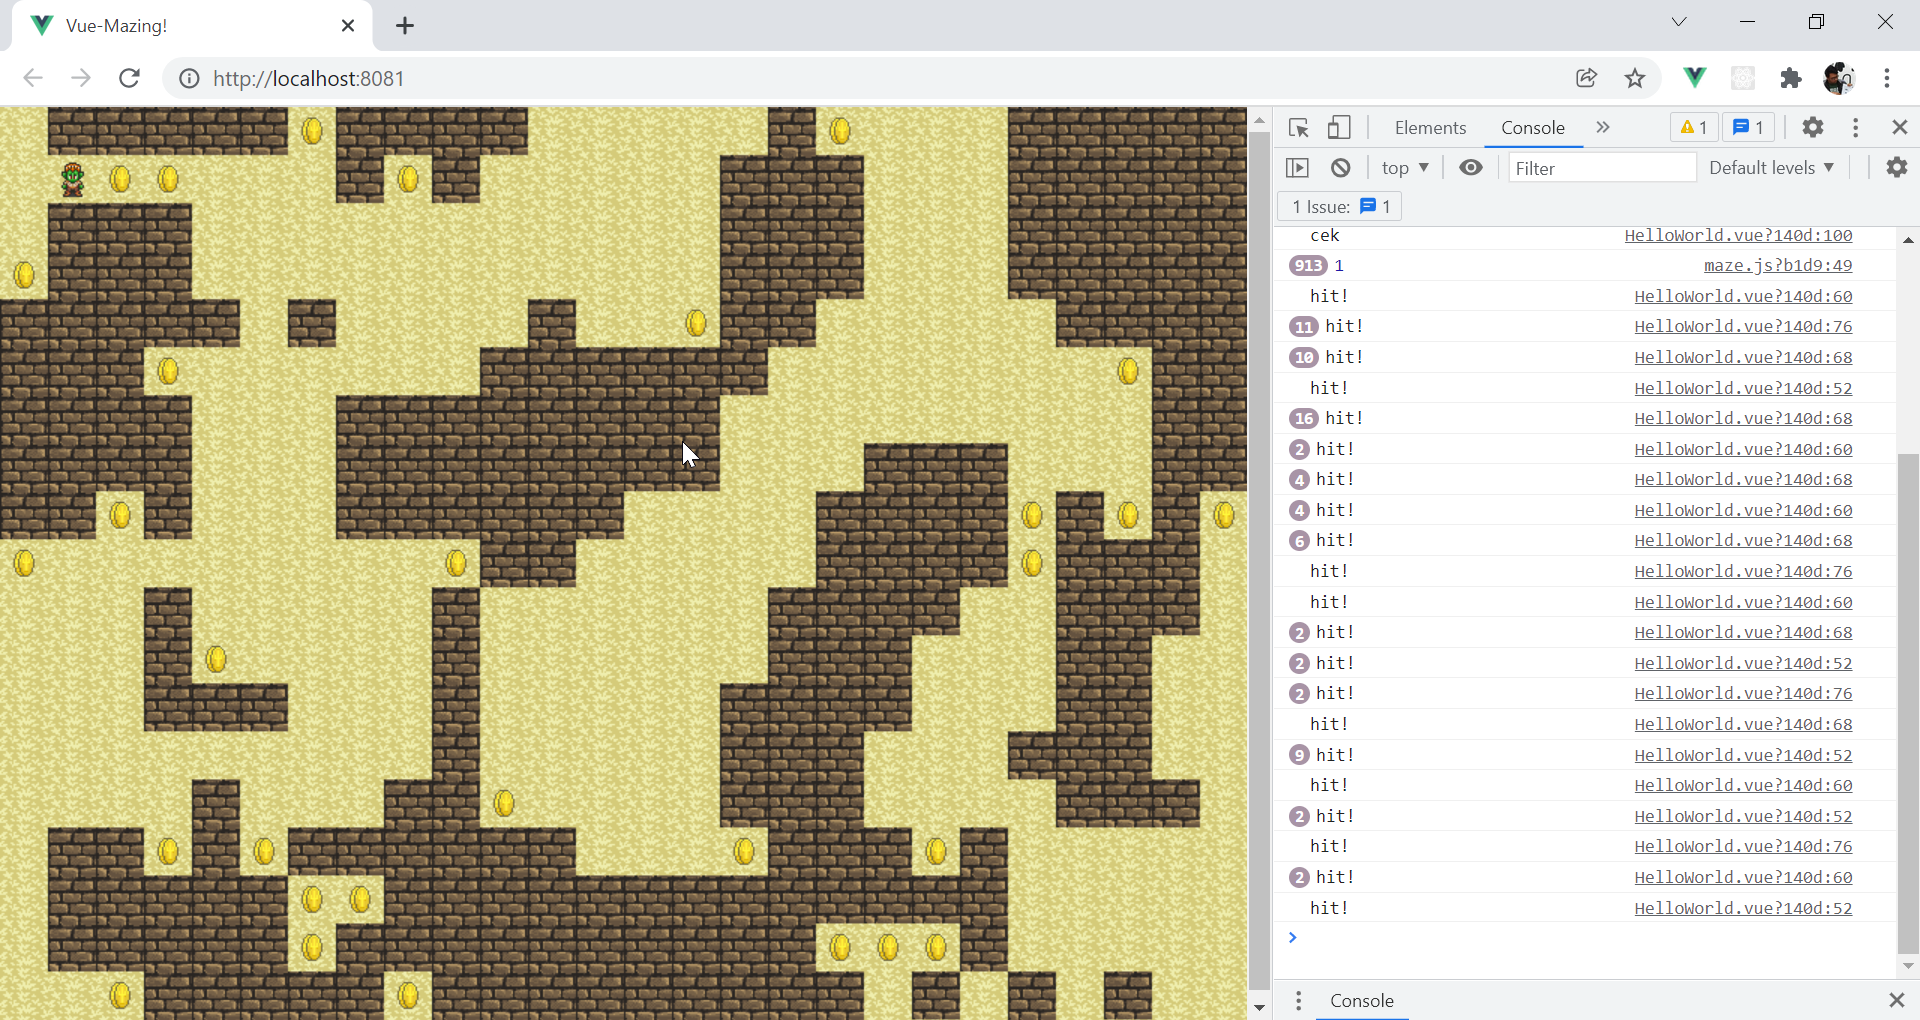 Vue-Mazing!
http://localhost:8081
Elements Console 1 1
top Filter Default levels
1 Issue: 1
cek HelloWorld.vue?140d:100
913 1 maze.js?b1d9:49
hit! HelloWorld.vue?140d:60
11 hit! HelloWorld.vue?140d:76
10 hit! HelloWorld.vue?140d:68
hit! HelloWorld.vue?140d:52
16 hit! HelloWorld.vue?140d:68
2 hit! HelloWorld.vue?140d:60
4 hit! HelloWorld.vue?140d:68
4 hit! HelloWorld.vue?140d:60
6 hit! HelloWorld.vue?140d:68
hit! HelloWorld.vue?140d:76
hit! HelloWorld.vue?140d:60
2 hit! HelloWorld.vue?140d:68
2 hit! HelloWorld.vue?140d:52
2 hit! HelloWorld.vue?140d:76
hit! HelloWorld.vue?140d:68
9 hit! HelloWorld.vue?140d:52
hit! HelloWorld.vue?140d:60
2 hit! HelloWorld.vue?140d:52
hit! HelloWorld.vue?140d:76
2 hit! HelloWorld.vue?140d:60
hit! HelloWorld.vue?140d:52
Console